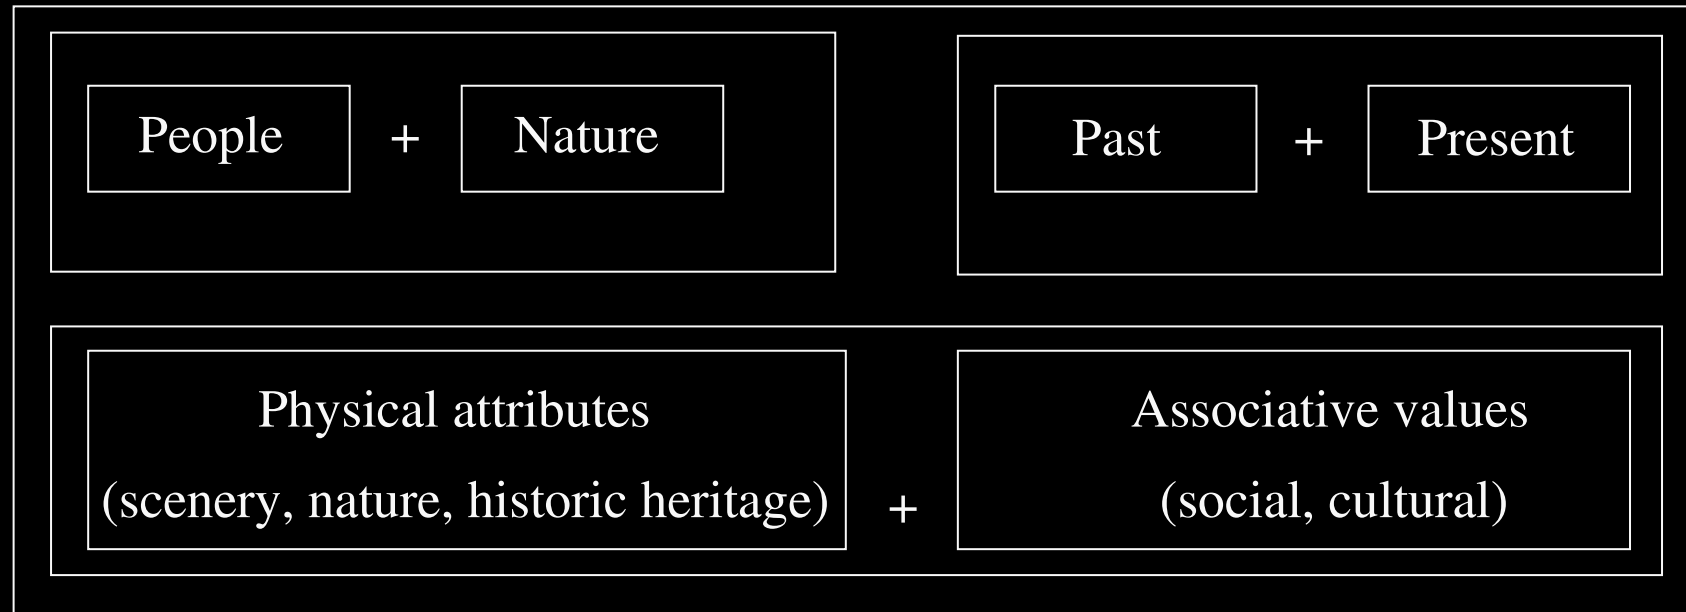 People + Nature
Past + Present
Physical attributes
(scenery, nature, historic heritage)
+
Associative values
(social, cultural)